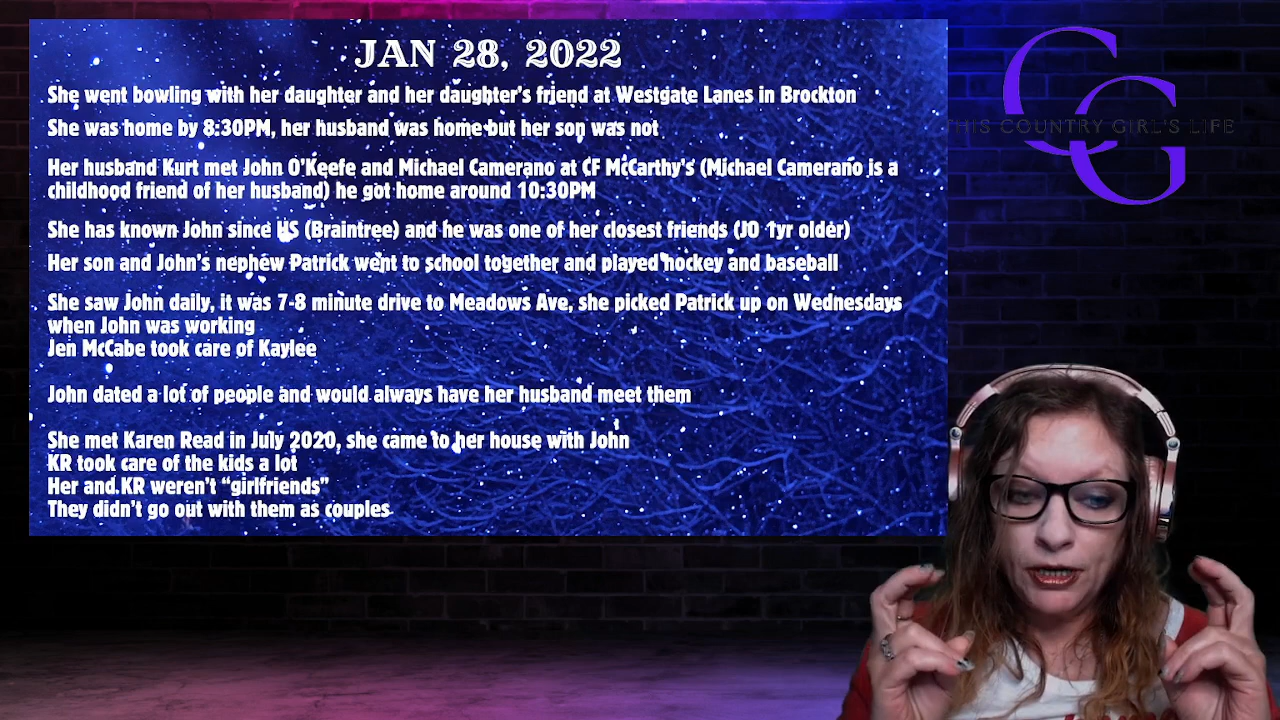 JAN 28, 2022
She went bowling with her daughter and her daughter's friend at Westgate Lanes in Brockton
She was home by 8:30PM, her husband was home but her son was not
Her husband Kurt met John O'Keefe and Michael Camerano at CF McCarthy's (Michael Camerano is a
childhood friend of her husband) he got home around 10:30PM
She has known John since HS (Braintree) and he was one of her closest friends (JO 1yr older)
Her son and John's nephew Patrick went to school together and played hockey and baseball
She saw John daily, it was 7-8 minute drive to Meadows Ave, she picked Patrick up on Wednesdays
when John was working
Jen McCabe took care of Kaylee
John dated a lot of people and would always have her husband meet them
She met Karen Read in July 2020, she came to her house with John
KR took care of the kids a lot
Her and KR weren't "girlfriends"
They didn't go out with them as couples
CG
THIS COUNTRY GIRL'S LIFE